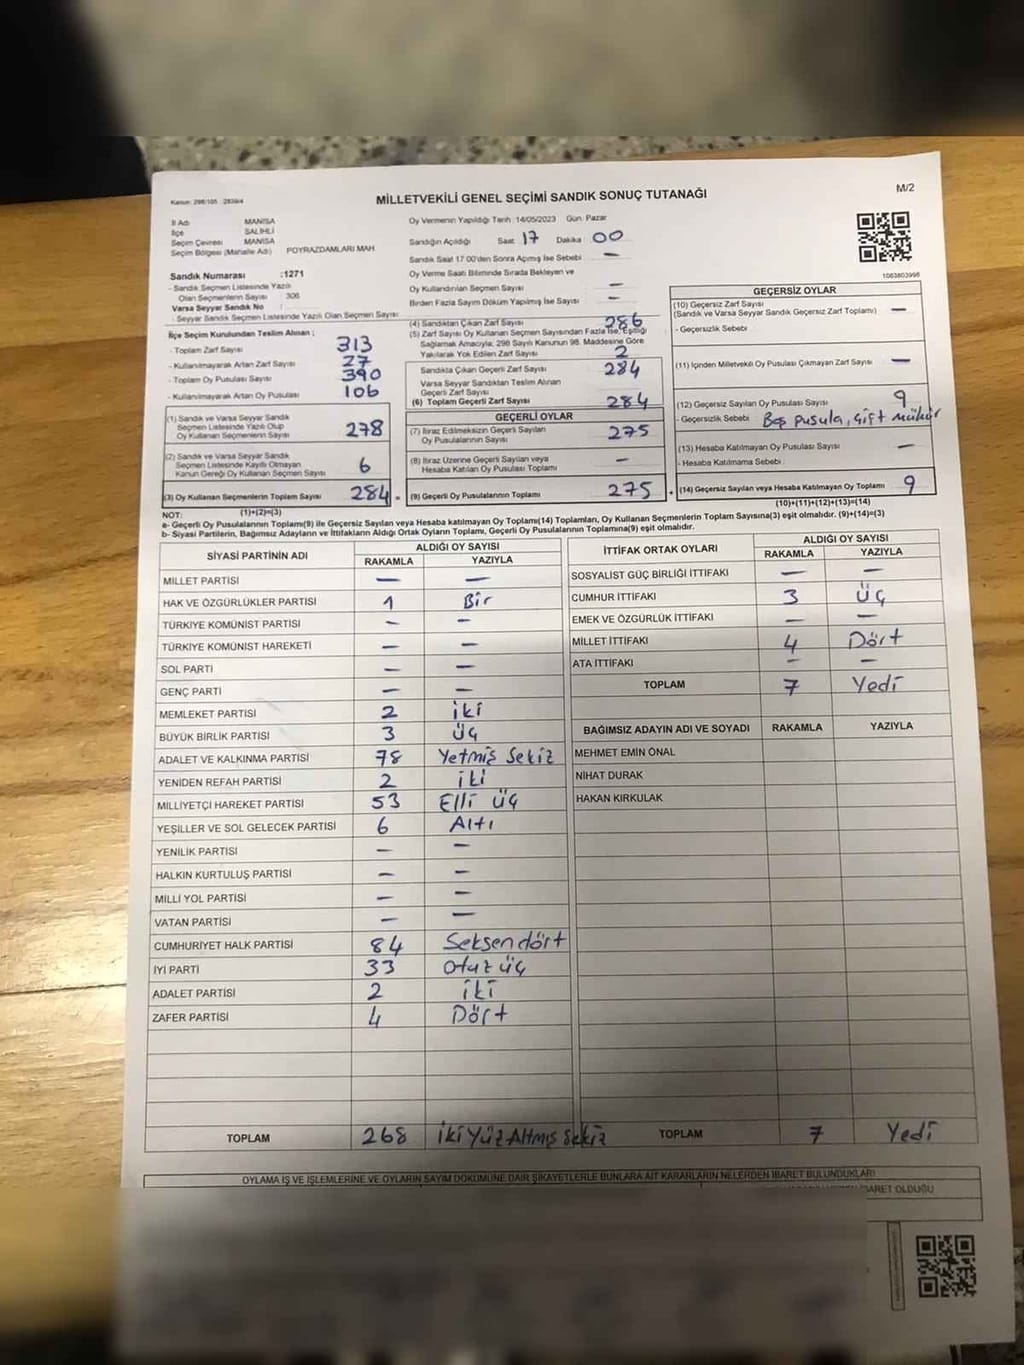 Kanun: 298/105 2839/4
MİLLETVEKİLİ GENEL SEÇİMİ SANDIK SONUÇ TUTANAĞI
M/2
İl Adı MANİSA
İlçe SALİHLİ
Seçim Çevresi MANİSA
Seçim Bölgesi (Mahalle Adı) POYRAZDAMLARI MAH.
Sandık Numarası :1271
- Sandık Seçmen Listesinde Yazılı
Olan Seçmenlerin Sayısı : 306
Varsa Seyyar Sandık No :
- Seyyar Sandık Seçmen Listesinde Yazılı Olan Seçmen Sayısı:
Oy Vermenin Yapıldığı Tarih :14/05/2023 Gün: Pazar
Sandığın Açıldığı Saat 17 Dakika 00
Sandık Saat 17:00'den Sonra Açılmış İse Sebebi —
Oy Verme Saati Bitiminde Sırada Bekleyen ve
Oy Kullandırılan Seçmen Sayısı —
Birden Fazla Sayım Döküm Yapılmış İse Sayısı —
1083803998
İlçe Seçim Kurulundan Teslim Alınan ;
- Toplam Zarf Sayısı 313
- Kullanılmayarak Artan Zarf Sayısı 27
- Toplam Oy Pusulası Sayısı 390
- Kullanılmayarak Artan Oy Pusulası 106
(1) Sandık ve Varsa Seyyar Sandık
Seçmen Listesinde Yazılı Olup
Oy Kullanan Seçmenlerin Sayısı 278
(2) Sandık ve Varsa Seyyar Sandık
Seçmen Listesinde Kayıtlı Olmayan
Kanun Gereği Oy Kullanan Seçmen Sayısı 6
(3) Oy Kullanan Seçmenlerin Toplam Sayısı 284 =
(1)+(2)=(3)
(4) Sandıktan Çıkan Zarf Sayısı 286
(5) Zarf Sayısı Oy Kullanan Seçmen Sayısından Fazla İse, Eşitliği
Sağlamak Amacıyla; 298 Sayılı Kanunun 98. Maddesine Göre
Yakılarak Yok Edilen Zarf Sayısı 2
Sandıkta Çıkan Geçerli Zarf Sayısı 284
Varsa Seyyar Sandıktan Teslim Alınan
Geçerli Zarf Sayısı
(6) Toplam Geçerli Zarf Sayısı 284
GEÇERLİ OYLAR
(7) İtiraz Edilmeksizin Geçerli Sayılan
Oy Pusulalarının Sayısı 275
(8) İtiraz Üzerine Geçerli Sayılan veya
Hesaba Katılan Oy Pusulası Toplamı —
(9) Geçerli Oy Pusulalarının Toplamı 275 +
GEÇERSİZ OYLAR
(10) Geçersiz Zarf Sayısı
(Sandık ve Varsa Seyyar Sandık Geçersiz Zarf Toplamı) —
- Geçersizlik Sebebi :
(11) İçinden Milletvekili Oy Pusulası Çıkmayan Zarf Sayısı —
(12) Geçersiz Sayılan Oy Pusulası Sayısı 9
- Geçersizlik Sebebi : Boş pusula, Çift mühür
(13) Hesaba Katılmayan Oy Pusulası Sayısı —
- Hesaba Katılmama Sebebi :
(14) Geçersiz Sayılan veya Hesaba Katılmayan Oy Toplamı 9
(10)+(11)+(12)+(13)=(14)
NOT:
a- Geçerli Oy Pusulalarının Toplamı(9) ile Geçersiz Sayılan veya Hesaba katılmayan Oy Toplamı(14) Toplamları, Oy Kullanan Seçmenlerin Toplam Sayısına(3) eşit olmalıdır. (9)+(14)=(3)
b- Siyasi Partilerin, Bağımsız Adayların ve İttifakların Aldığı Ortak Oyların Toplamı, Geçerli Oy Pusulalarının Toplamına(9) eşit olmalıdır.
SİYASİ PARTİNİN ADI ALDIĞI OY SAYISI
RAKAMLA YAZIYLA
MİLLET PARTİSİ — —
HAK VE ÖZGÜRLÜKLER PARTİSİ 1 Bir
TÜRKİYE KOMÜNİST PARTİSİ — —
TÜRKİYE KOMÜNİST HAREKETİ — —
SOL PARTİ — —
GENÇ PARTİ — —
MEMLEKET PARTİSİ 2 iki
BÜYÜK BİRLİK PARTİSİ 3 üç
ADALET VE KALKINMA PARTİSİ 78 Yetmiş Sekiz
YENİDEN REFAH PARTİSİ 2 iki
MİLLİYETÇİ HAREKET PARTİSİ 53 Elli üç
YEŞİLLER VE SOL GELECEK PARTİSİ 6 Altı
YENİLİK PARTİSİ — —
HALKIN KURTULUŞ PARTİSİ — —
MİLLİ YOL PARTİSİ — —
VATAN PARTİSİ — —
CUMHURİYET HALK PARTİSİ 84 Seksen dört
İYİ PARTİ 33 Otuz üç
ADALET PARTİSİ 2 iki
ZAFER PARTİSİ 4 Dört
TOPLAM 268 iki Yüz Altmış Sekiz
İTTİFAK ORTAK OYLARI ALDIĞI OY SAYISI
RAKAMLA YAZIYLA
SOSYALİST GÜÇ BİRLİĞİ İTTİFAKI — —
CUMHUR İTTİFAKI 3 üç
EMEK VE ÖZGÜRLÜK İTTİFAKI — —
MİLLET İTTİFAKI 4 Dört
ATA İTTİFAKI — —
TOPLAM 7 Yedi
BAĞIMSIZ ADAYIN ADI VE SOYADI RAKAMLA YAZIYLA
MEHMET EMİN ÖNAL
NİHAT DURAK
HAKAN KIRKULAK
TOPLAM 7 Yedi
OYLAMA İŞ VE İŞLEMLERİNE VE OYLARIN SAYIM DÖKÜMÜNE DAİR ŞİKAYETLERLE BUNLARA AİT KARARLARIN NELERDEN İBARET BULUNDUKLARI
BARET OLDUĞU